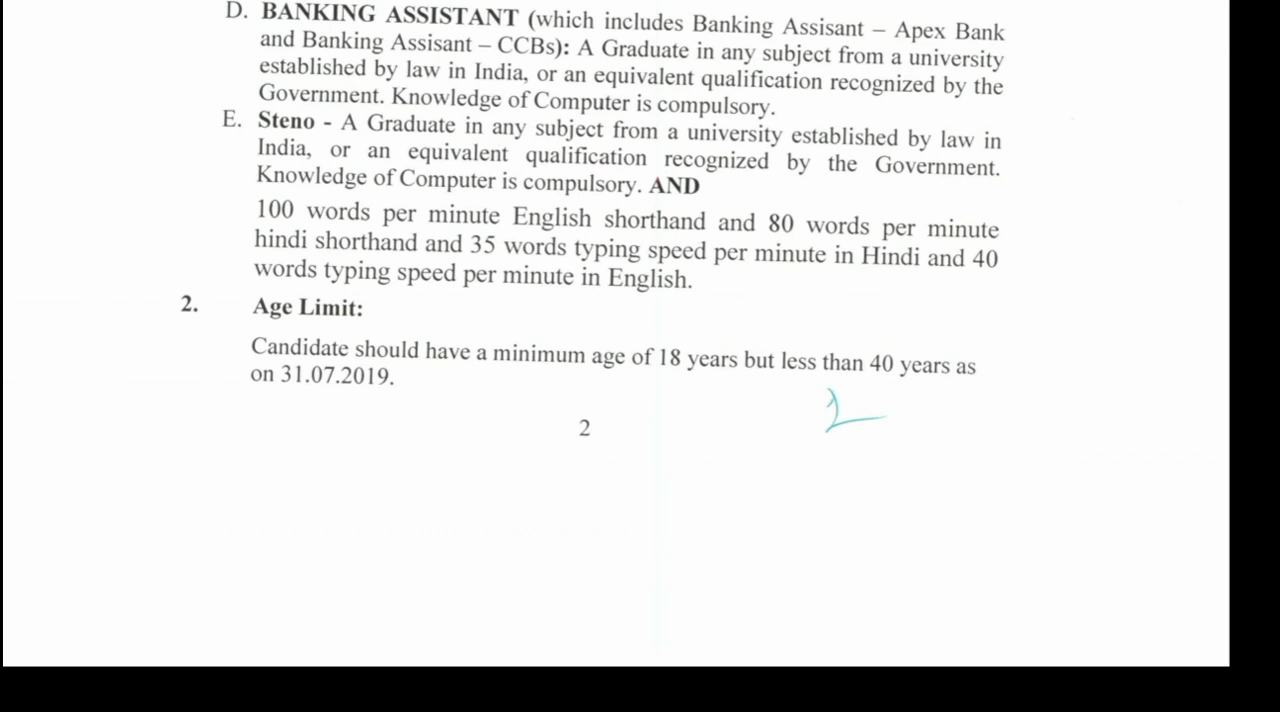 D. BANKING ASSISTANT (which includes Banking Assisant – Apex Bank
and Banking Assisant – CCBs): A Graduate in any subject from a university
established by law in India, or an equivalent qualification recognized by the
Government. Knowledge of Computer is compulsory.
E. Steno - A Graduate in any subject from a university established by law in
India, or an equivalent qualification recognized by the Government.
Knowledge of Computer is compulsory. AND
100 words per minute English shorthand and 80 words per minute
hindi shorthand and 35 words typing speed per minute in Hindi and 40
words typing speed per minute in English.
2. Age Limit:
Candidate should have a minimum age of 18 years but less than 40 years as
on 31.07.2019.
2